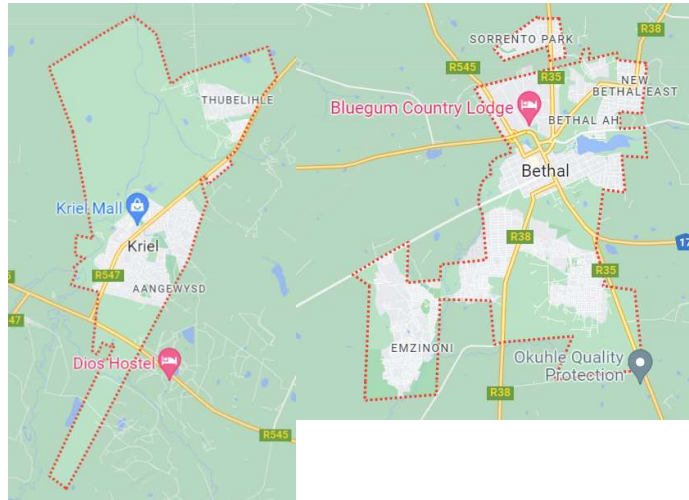 THUBELIHLE
Kriel Mall
Kriel
R547
AANGEWYSD
47
Dios Hostel
R545
SORRENTO PARK
R38
R545
R35
NEW
BETHAL EAST
Bluegum Country Lodge
BETHAL AH
Bethal
R38
17
R35
EMZINONI
Okuhle Quality
Protection
R38